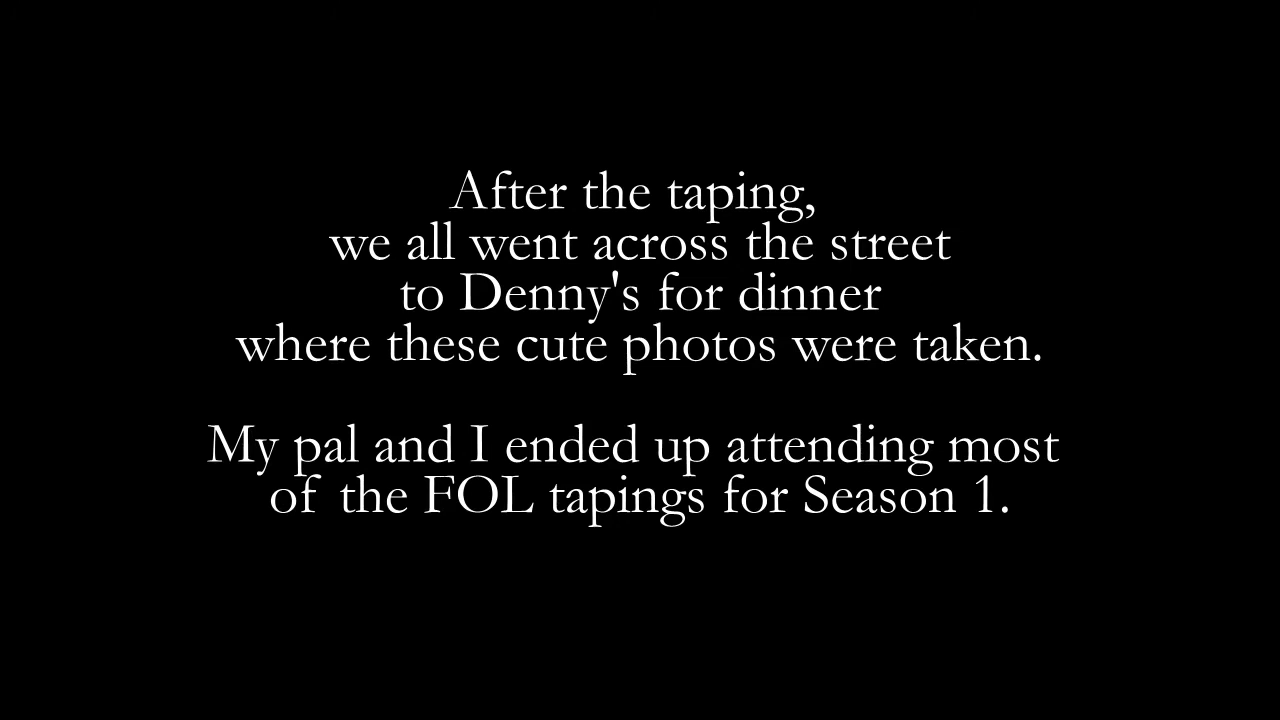 After the taping,
we all went across the street
to Denny's for dinner
where these cute photos were taken.
My pal and I ended up attending most
of the FOL tapings for Season 1.